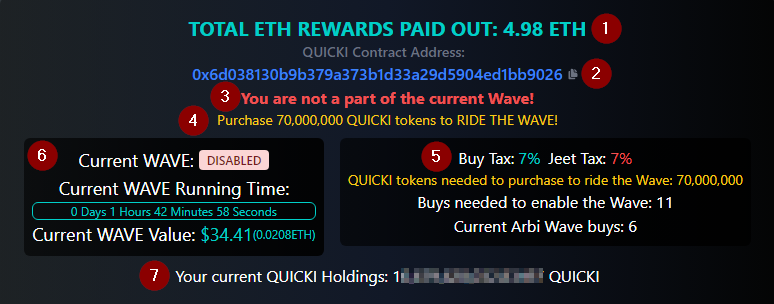 TOTAL ETH REWARDS PAID OUT: 4.98 ETH 1
QUICKI Contract Address:
0x6d038130b9b379a373b1d33a29d5904ed1bb9026 2
3 You are not a part of the current Wave!
4 Purchase 70,000,000 QUICKI tokens to RIDE THE WAVE!
6 Current WAVE: DISABLED
Current WAVE Running Time:
0 Days 1 Hours 42 Minutes 58 Seconds
Current WAVE Value: $34.41(0.0208ETH)
5 Buy Tax: 7% Jeet Tax: 7%
QUICKI tokens needed to purchase to ride the Wave: 70,000,000
Buys needed to enable the Wave: 11
Current Arbi Wave buys: 6
7 Your current QUICKI Holdings: QUICKI